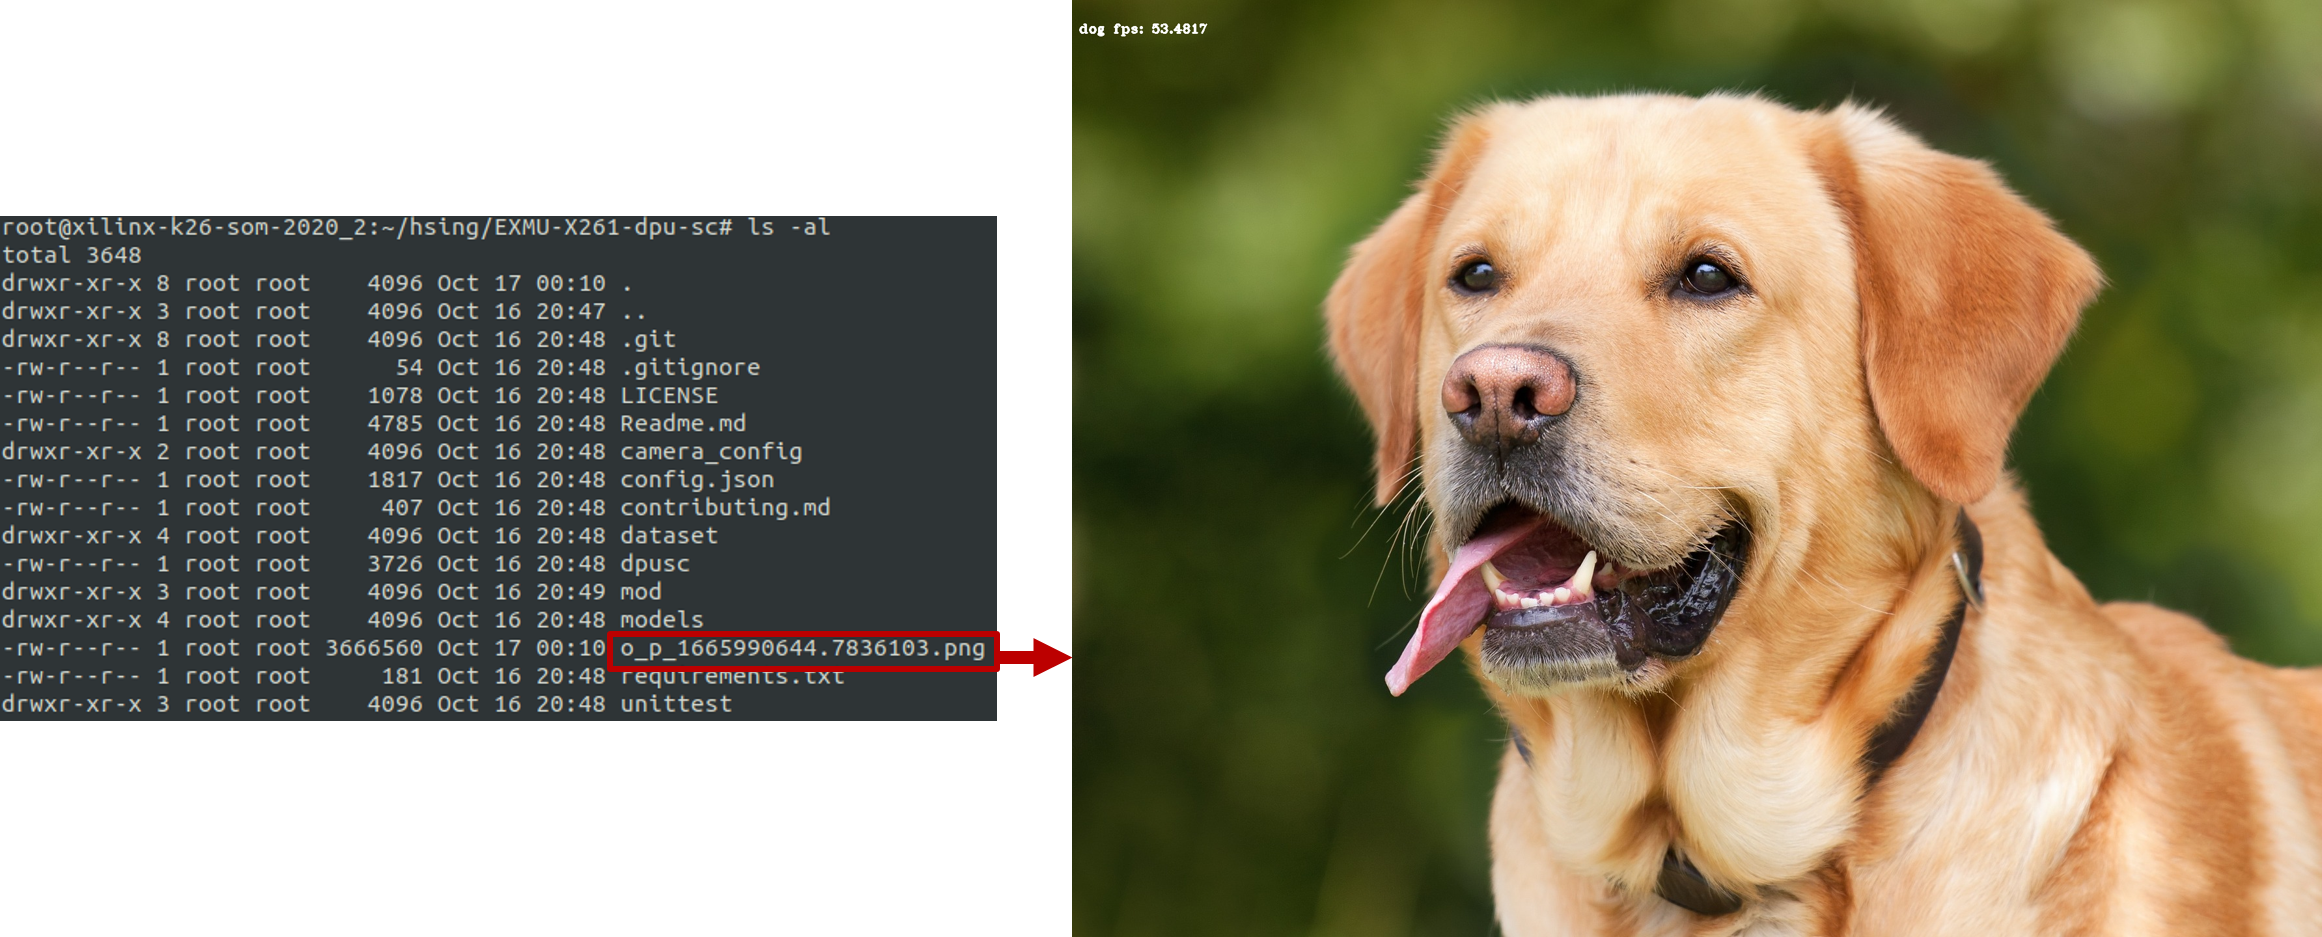 root@xilinx-k26-som-2020_2:~/hsing/EXMU-X261-dpu-sc# ls -al
total 3648
drwxr-xr-x 8 root root    4096 Oct 17 00:10 .
drwxr-xr-x 3 root root    4096 Oct 16 20:47 ..
drwxr-xr-x 8 root root    4096 Oct 16 20:48 .git
-rw-r--r-- 1 root root      54 Oct 16 20:48 .gitignore
-rw-r--r-- 1 root root    1078 Oct 16 20:48 LICENSE
-rw-r--r-- 1 root root    4785 Oct 16 20:48 Readme.md
drwxr-xr-x 2 root root    4096 Oct 16 20:48 camera_config
-rw-r--r-- 1 root root    1817 Oct 16 20:48 config.json
-rw-r--r-- 1 root root     407 Oct 16 20:48 contributing.md
drwxr-xr-x 4 root root    4096 Oct 16 20:48 dataset
-rw-r--r-- 1 root root    3726 Oct 16 20:48 dpusc
drwxr-xr-x 3 root root    4096 Oct 16 20:49 mod
drwxr-xr-x 4 root root    4096 Oct 16 20:48 models
-rw-r--r-- 1 root root 3666560 Oct 17 00:10 o_p_1665990644.7836103.png
-rw-r--r-- 1 root root     181 Oct 16 20:48 requirements.txt
drwxr-xr-x 3 root root    4096 Oct 16 20:48 unittest
dog fps: 53.4817